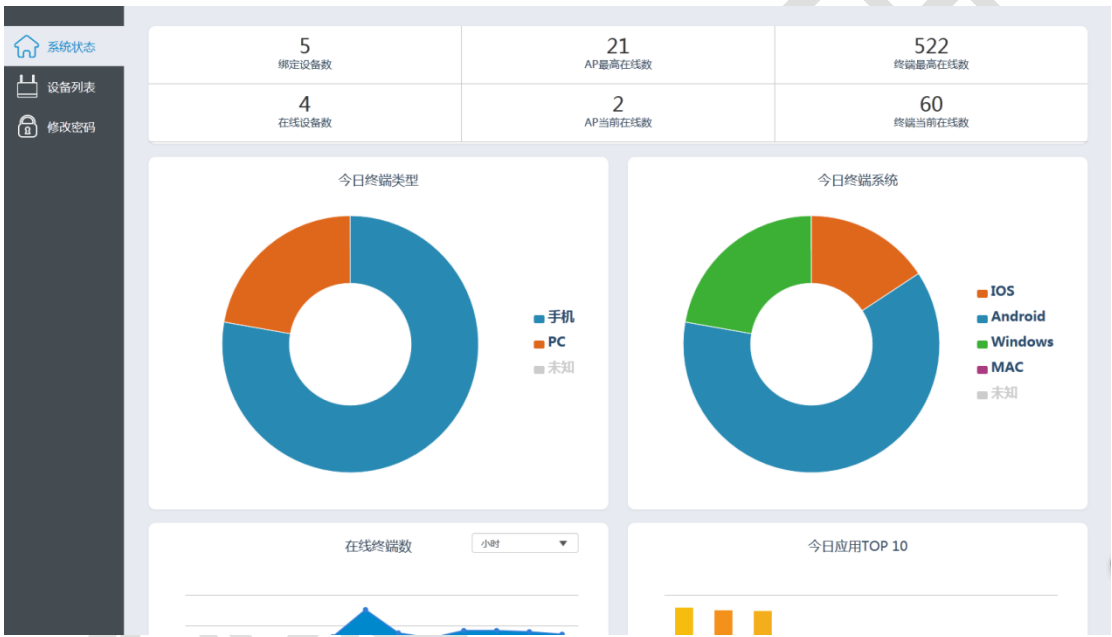 系统状态
设备列表
修改密码
5
绑定设备数
21
AP最高在线数
522
终端最高在线数
4
在线设备数
2
AP当前在线数
60
终端当前在线数
今日终端类型
手机
PC
未知
今日终端系统
IOS
Android
Windows
MAC
未知
在线终端数
小时
今日应用TOP 10